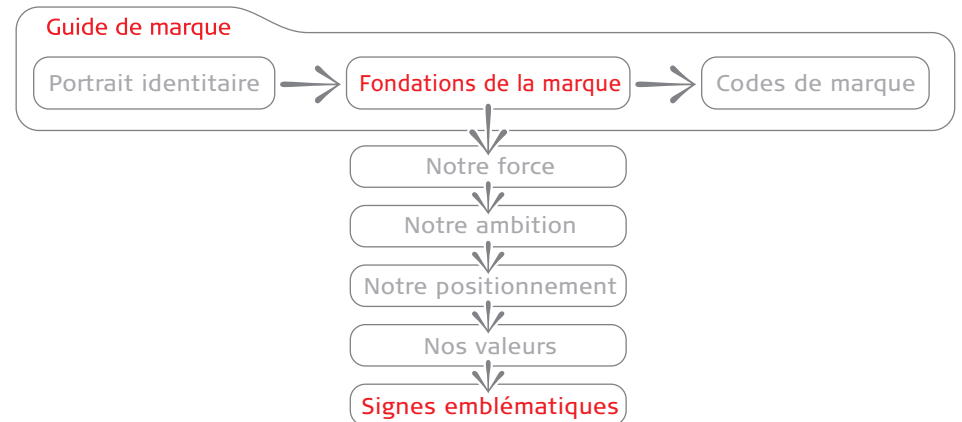 Guide de marque
Portrait identitaire
Fondations de la marque
Codes de marque
Notre force
Notre ambition
Notre positionnement
Nos valeurs
Signes emblématiques